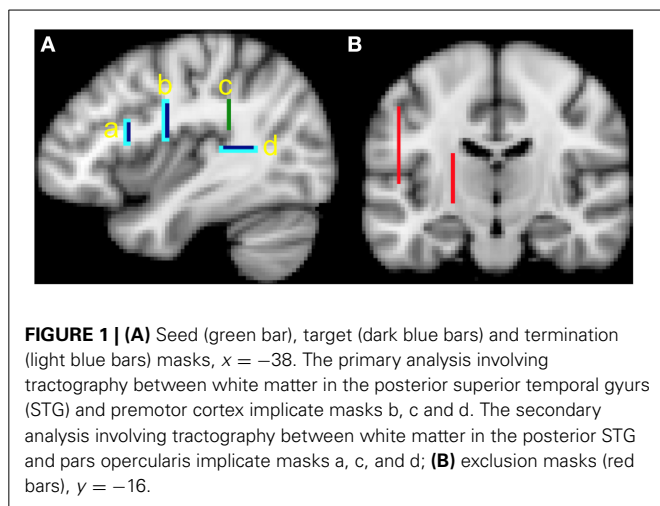 A
B
b
c
a
d
FIGURE 1 | (A) Seed (green bar), target (dark blue bars) and termination
(light blue bars) masks, x = −38. The primary analysis involving
tractography between white matter in the posterior superior temporal gyurs
(STG) and premotor cortex implicate masks b, c and d. The secondary
analysis involving tractography between white matter in the posterior STG
and pars opercularis implicate masks a, c, and d; (B) exclusion masks (red
bars), y = −16.